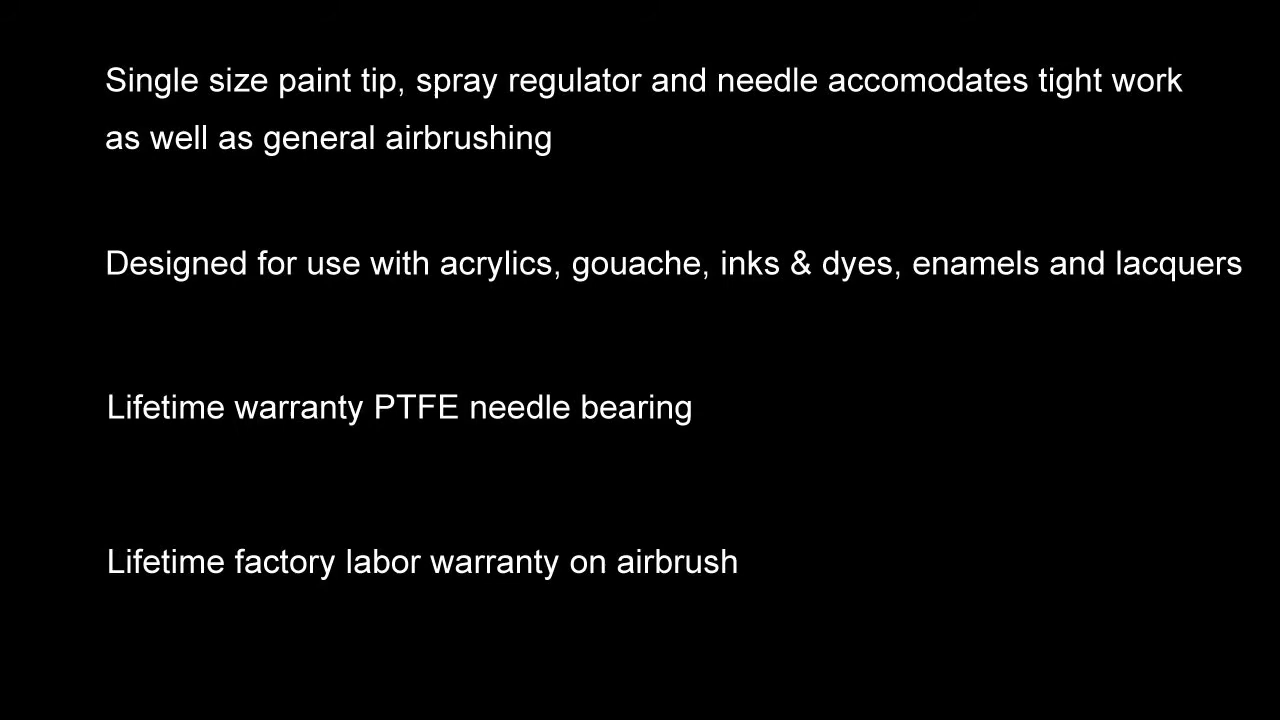 Single size paint tip, spray regulator and needle accomodates tight work
as well as general airbrushing
Designed for use with acrylics, gouache, inks & dyes, enamels and lacquers
Lifetime warranty PTFE needle bearing
Lifetime factory labor warranty on airbrush